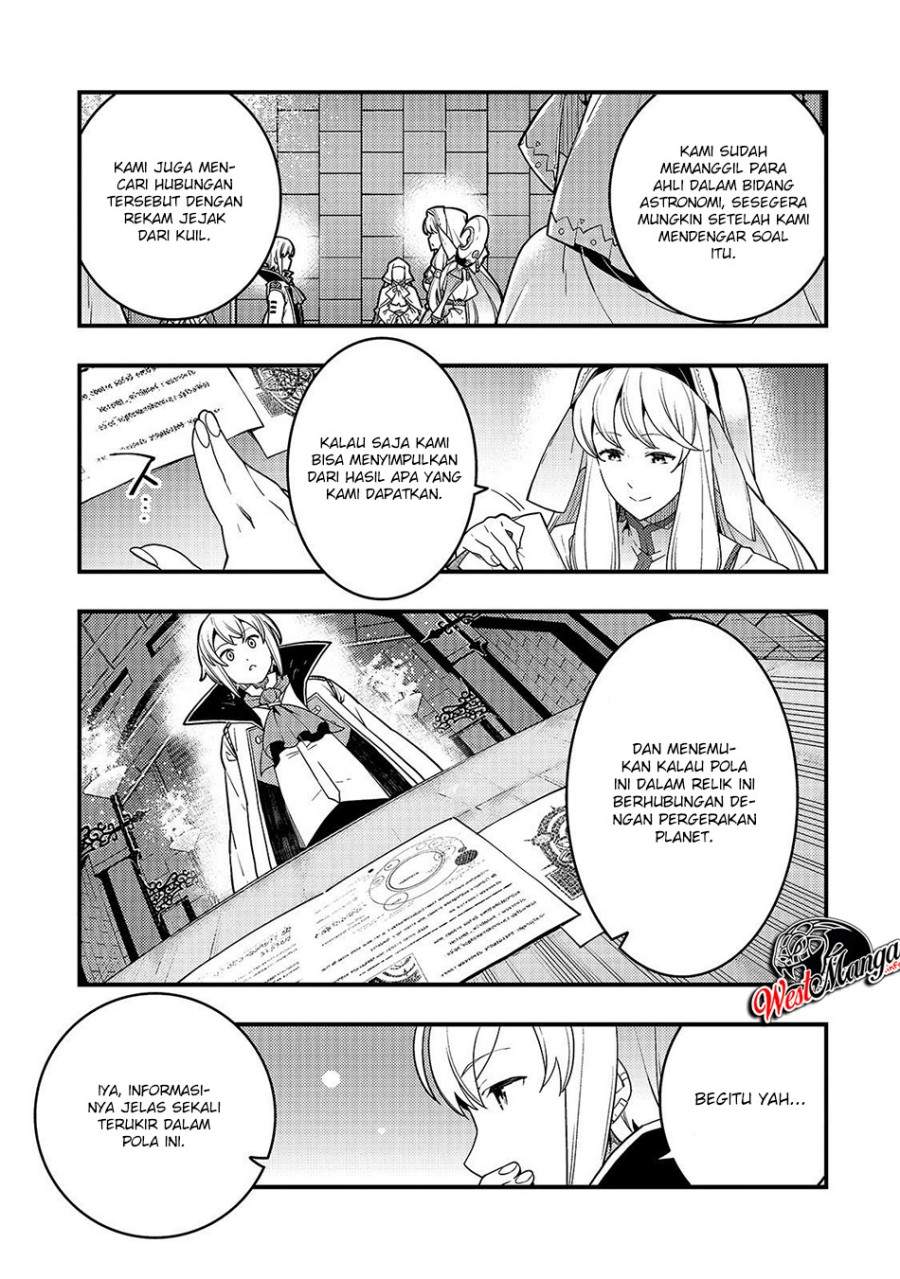 KAMI SUDAH
MEMANGGIL PARA
AHLI DALAM BIDANG
ASTRONOMI, SESEGERA
MUNGKIN SETELAH KAMI
MENDENGAR SOAL
ITU.
KAMI JUGA MEN-
CARI HUBUNGAN
TERSEBUT DENGAN
REKAM JEJAK
DARI KUIL.
KALAU SAJA KAMI
BISA MENYIMPULKAN
DARI HASIL APA YANG
KAMI DAPATKAN.
DAN MENEMU-
KAN KALAU POLA
INI DALAM RELIK INI
BERHUBUNGAN DE-
NGAN PERGERAKAN
PLANET.
WestManga
BEGITU YAH...
IYA, INFORMASI-
NYA JELAS SEKALI
TERUKIR DALAM
POLA INI.